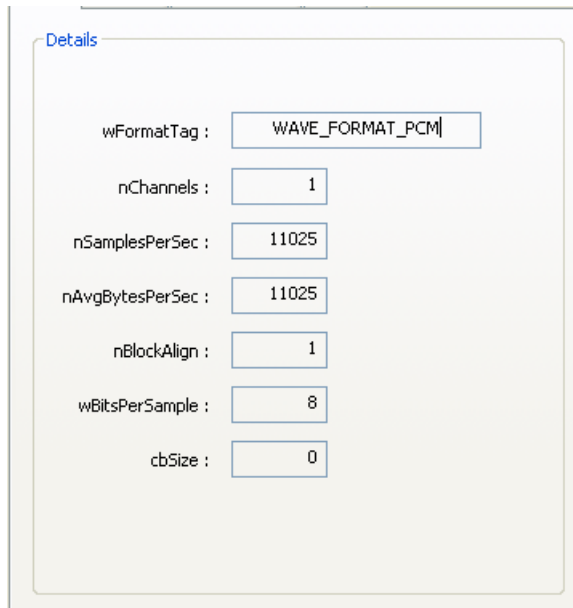 Details
wFormatTag : WAVE_FORMAT_PCM
nChannels : 1
nSamplesPerSec : 11025
nAvgBytesPerSec : 11025
nBlockAlign : 1
wBitsPerSample : 8
cbSize : 0